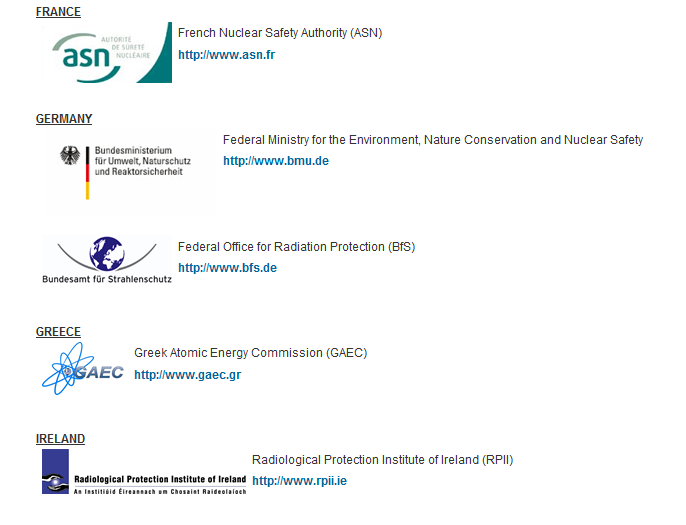 FRANCE
asn
AUTORITÉ
DE SÛRETÉ
NUCLÉAIRE
French Nuclear Safety Authority (ASN)
http://www.asn.fr
GERMANY
Bundesministerium
für Umwelt, Naturschutz
und Reaktorsicherheit
Federal Ministry for the Environment, Nature Conservation and Nuclear Safety
http://www.bmu.de
Bundesamt für Strahlenschutz
Federal Office for Radiation Protection (BfS)
http://www.bfs.de
GREECE
GAEC
Greek Atomic Energy Commission (GAEC)
http://www.gaec.gr
IRELAND
Radiological Protection Institute of Ireland
An Institiúid Éireannach um Chosaint Raideolaíoch
Radiological Protection Institute of Ireland (RPII)
http://www.rpii.ie